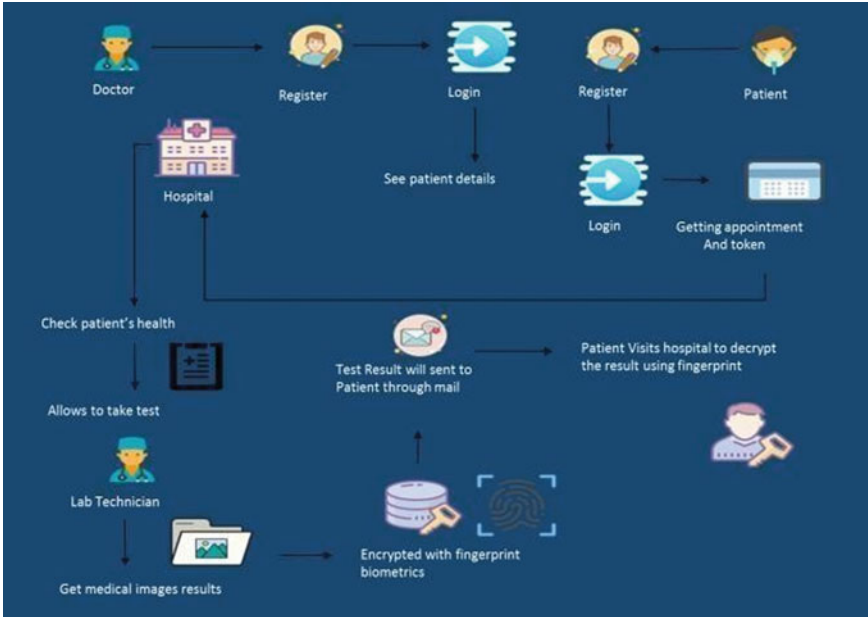 Doctor
Register
Login
Register
Patient
See patient details
Hospital
Login
Getting appointment
And token
Check patient's health
Test Result will sent to
Patient through mail
Patient Visits hospital to decrypt
the result using fingerprint
Allows to take test
Lab Technician
Encrypted with fingerprint
biometrics
Get medical images results